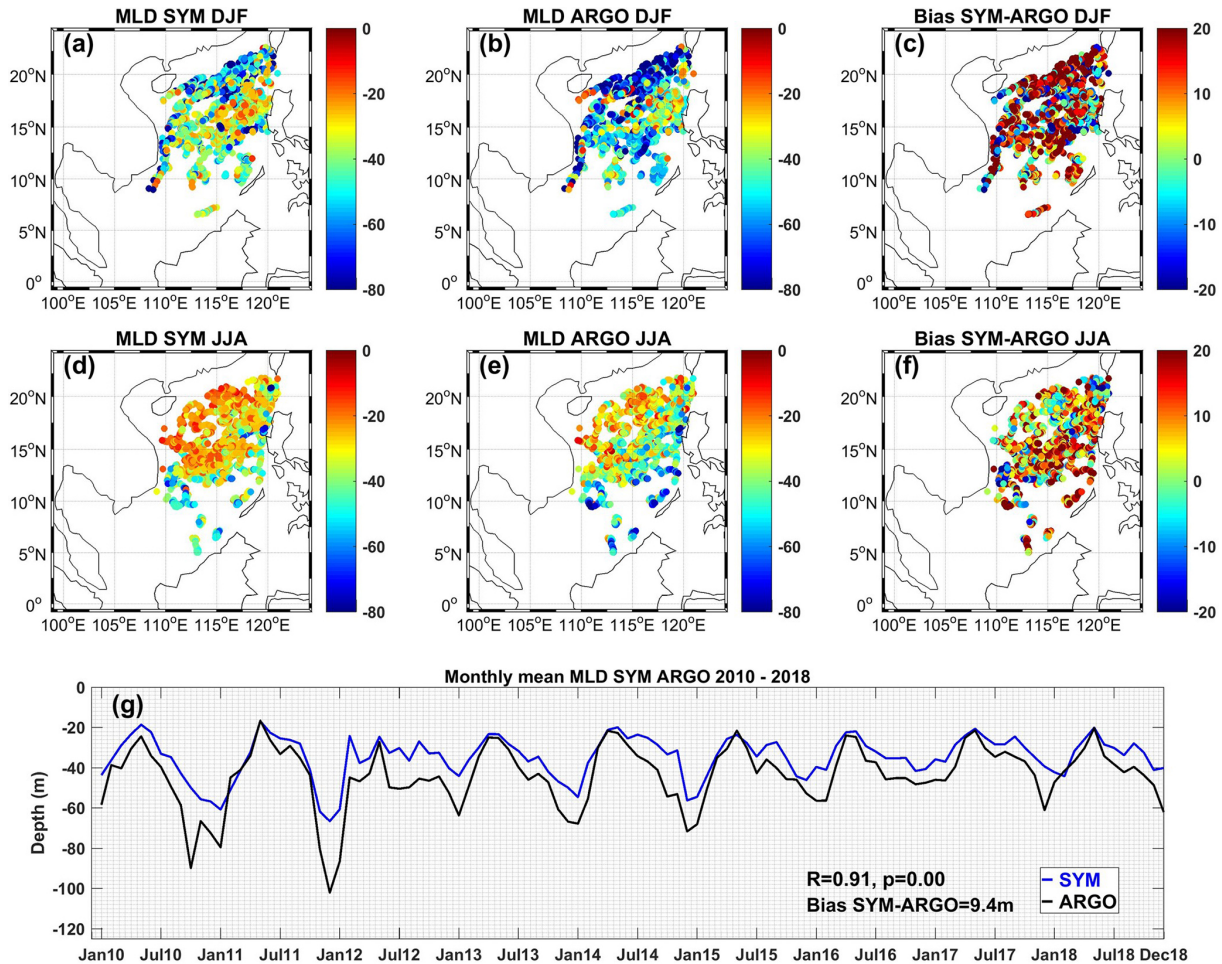 MLD SYM DJF
MLD ARGO DJF
Bias SYM-ARGO DJF
(a)
20°N
15°N
10°N
5°N
0°
100°E 105°E 110°E 115°E 120°E
0
-20
-40
-60
-80
(b)
20°N
15°N
10°N
5°N
0°
100°E 105°E 110°E 115°E 120°E
0
-20
-40
-60
-80
(c)
20°N
15°N
10°N
5°N
0°
100°E 105°E 110°E 115°E 120°E
20
10
0
-10
-20
MLD SYM JJA
MLD ARGO JJA
Bias SYM-ARGO JJA
(d)
20°N
15°N
10°N
5°N
0°
100°E 105°E 110°E 115°E 120°E
0
-20
-40
-60
-80
(e)
20°N
15°N
10°N
5°N
0°
100°E 105°E 110°E 115°E 120°E
0
-20
-40
-60
-80
(f)
20°N
15°N
10°N
5°N
0°
100°E 105°E 110°E 115°E 120°E
20
10
0
-10
-20
Monthly mean MLD SYM ARGO 2010 - 2018
(g)
Depth (m)
0
-20
-40
-60
-80
-100
-120
R=0.91, p=0.00
Bias SYM-ARGO=9.4m
SYM
ARGO
Jan10 Jul10 Jan11 Jul11 Jan12 Jul12 Jan13 Jul13 Jan14 Jul14 Jan15 Jul15 Jan16 Jul16 Jan17 Jul17 Jan18 Jul18 Dec18